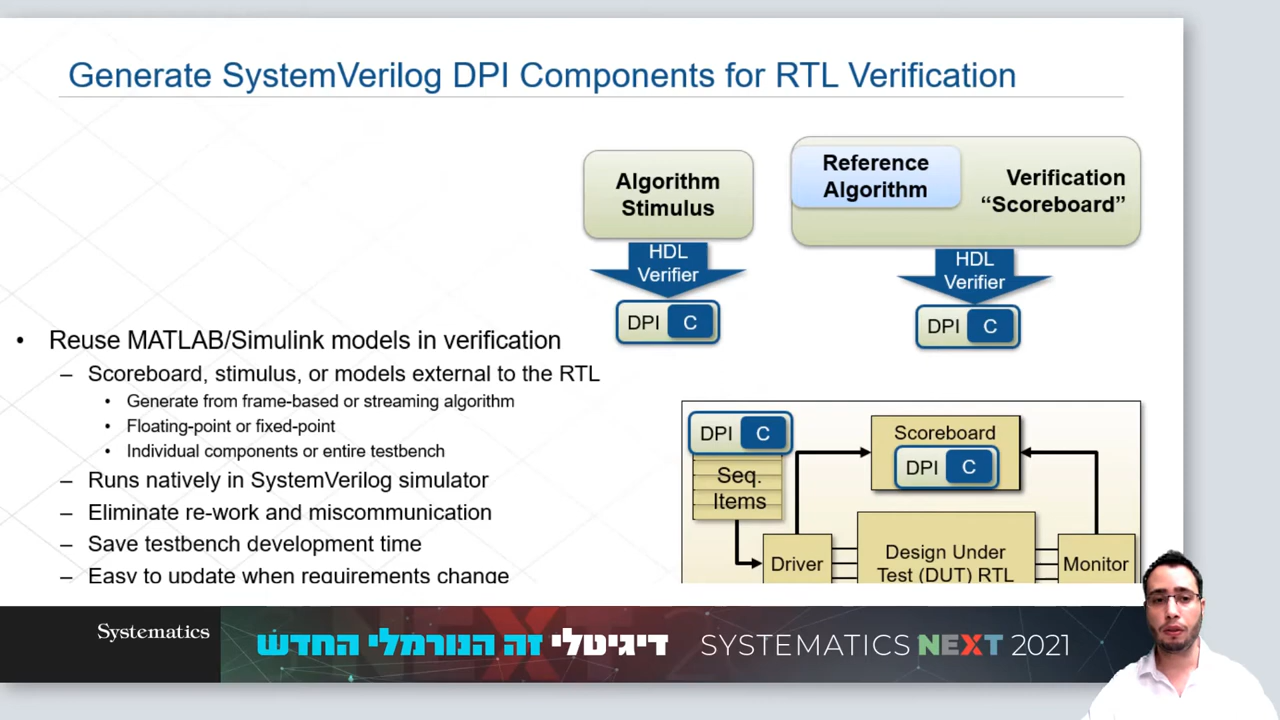 Generate SystemVerilog DPI Components for RTL Verification
Algorithm
Stimulus
Reference
Algorithm
Verification
“Scoreboard”
HDL
Verifier
HDL
Verifier
DPI C
DPI C
• Reuse MATLAB/Simulink models in verification
– Scoreboard, stimulus, or models external to the RTL
• Generate from frame-based or streaming algorithm
• Floating-point or fixed-point
• Individual components or entire testbench
– Runs natively in SystemVerilog simulator
– Eliminate re-work and miscommunication
– Save testbench development time
– Easy to update when requirements change
DPI C
Seq.
Items
Scoreboard
DPI C
Driver
Design Under
Test (DUT) RTL
Monitor
Systematics
דיגיטלי זה הנורמלי החדש
SYSTEMATICS NEXT 2021